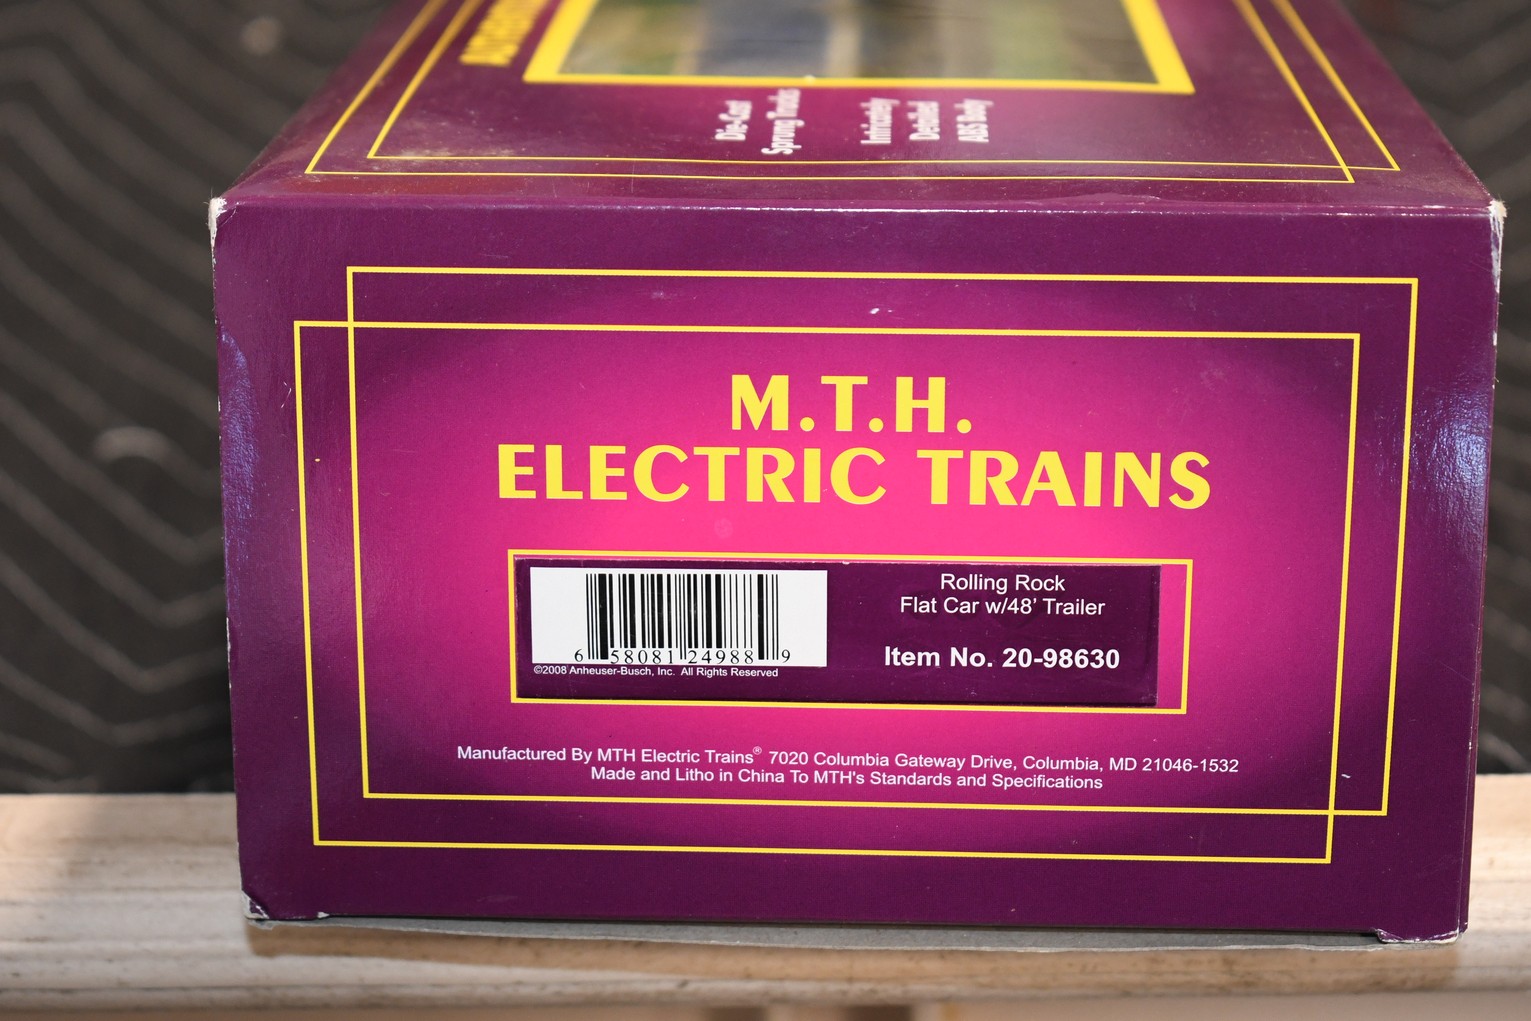 Die-Cast
Sprung Trucks
Intricately
Detailed
ABS Body
M.T.H.
ELECTRIC TRAINS
6 58081 24988 9
©2008 Anheuser-Busch, Inc. All Rights Reserved
Rolling Rock
Flat Car w/48' Trailer
Item No. 20-98630
Manufactured By MTH Electric Trains® 7020 Columbia Gateway Drive, Columbia, MD 21046-1532
Made and Litho in China To MTH's Standards and Specifications